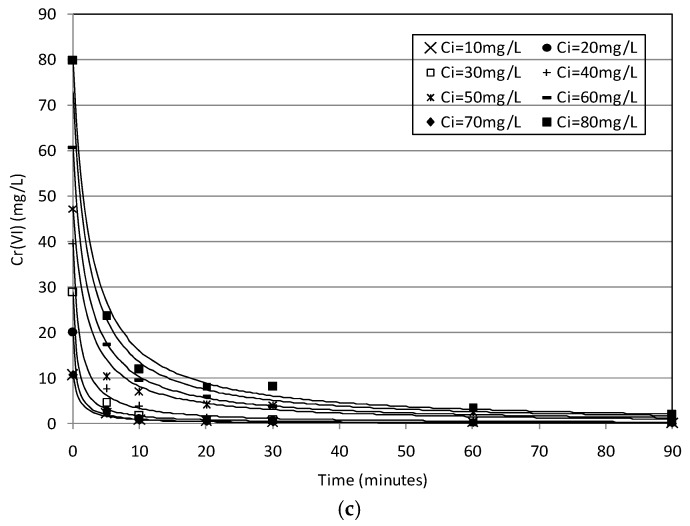 90
80
70
60
50
40
30
20
10
0
Cr(VI) (mg/L)
Ci=10mg/L Ci=20mg/L
Ci=30mg/L Ci=40mg/L
Ci=50mg/L Ci=60mg/L
Ci=70mg/L Ci=80mg/L
0 10 20 30 40 50 60 70 80 90
Time (minutes)
(c)